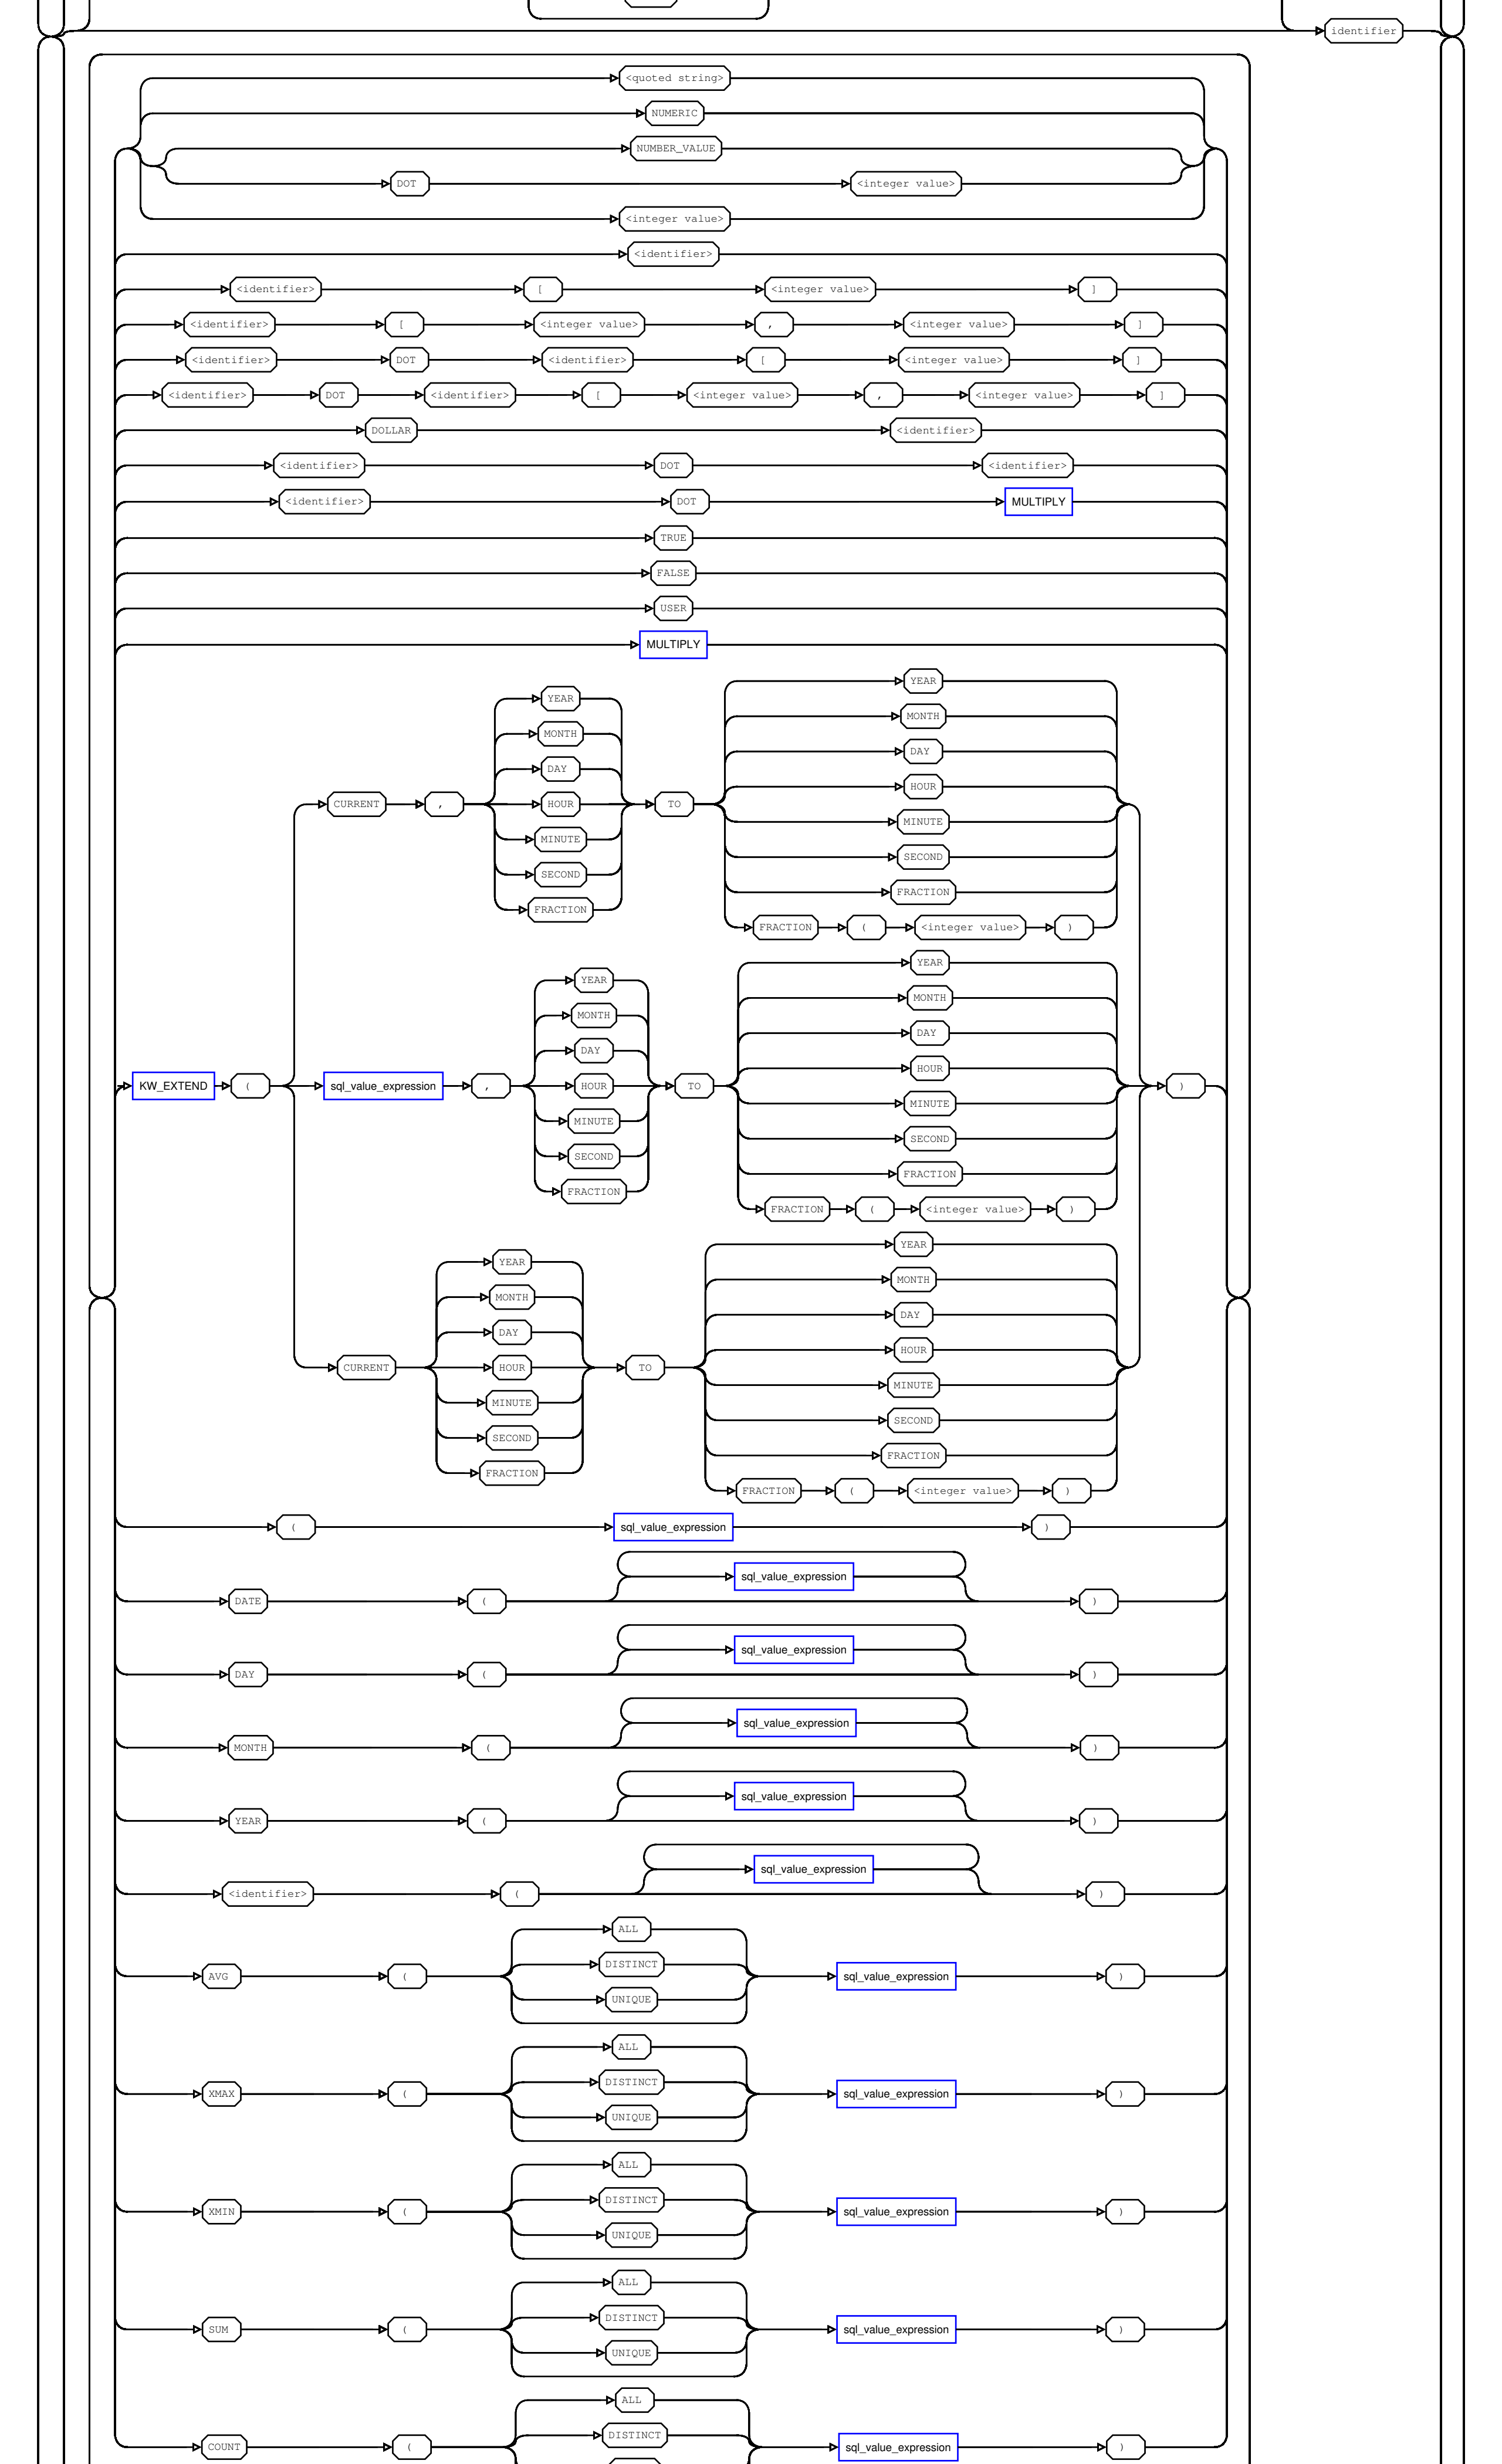 identifier
<quoted string>
NUMERIC
NUMBER_VALUE
DOT <integer value>
<integer value>
<identifier>
<identifier> [ <integer value> ]
<identifier> [ <integer value> , <integer value> ]
<identifier> DOT <identifier> [ <integer value> ]
<identifier> DOT <identifier> [ <integer value> , <integer value> ]
DOLLAR <identifier>
<identifier> DOT <identifier>
<identifier> DOT MULTIPLY
TRUE
FALSE
USER
MULTIPLY
YEAR
YEAR
MONTH
MONTH
DAY
DAY
HOUR
CURRENT , HOUR TO
MINUTE
MINUTE
SECOND
SECOND
FRACTION
FRACTION
FRACTION ( <integer value> )
YEAR
YEAR
MONTH
MONTH
DAY
DAY
HOUR
KW_EXTEND ( sql_value_expression , HOUR TO )
MINUTE
MINUTE
SECOND
SECOND
FRACTION
FRACTION
FRACTION ( <integer value> )
YEAR
YEAR
MONTH
MONTH
DAY
DAY
HOUR
CURRENT HOUR TO
MINUTE
MINUTE
SECOND
SECOND
FRACTION
FRACTION
FRACTION ( <integer value> )
( sql_value_expression )
sql_value_expression
DATE ( )
sql_value_expression
DAY ( )
sql_value_expression
MONTH ( )
sql_value_expression
YEAR ( )
sql_value_expression
<identifier> ( )
ALL
DISTINCT
AVG ( sql_value_expression )
UNIQUE
ALL
DISTINCT
XMAX ( sql_value_expression )
UNIQUE
ALL
DISTINCT
XMIN ( sql_value_expression )
UNIQUE
ALL
DISTINCT
SUM ( sql_value_expression )
UNIQUE
ALL
DISTINCT
COUNT ( sql_value_expression )